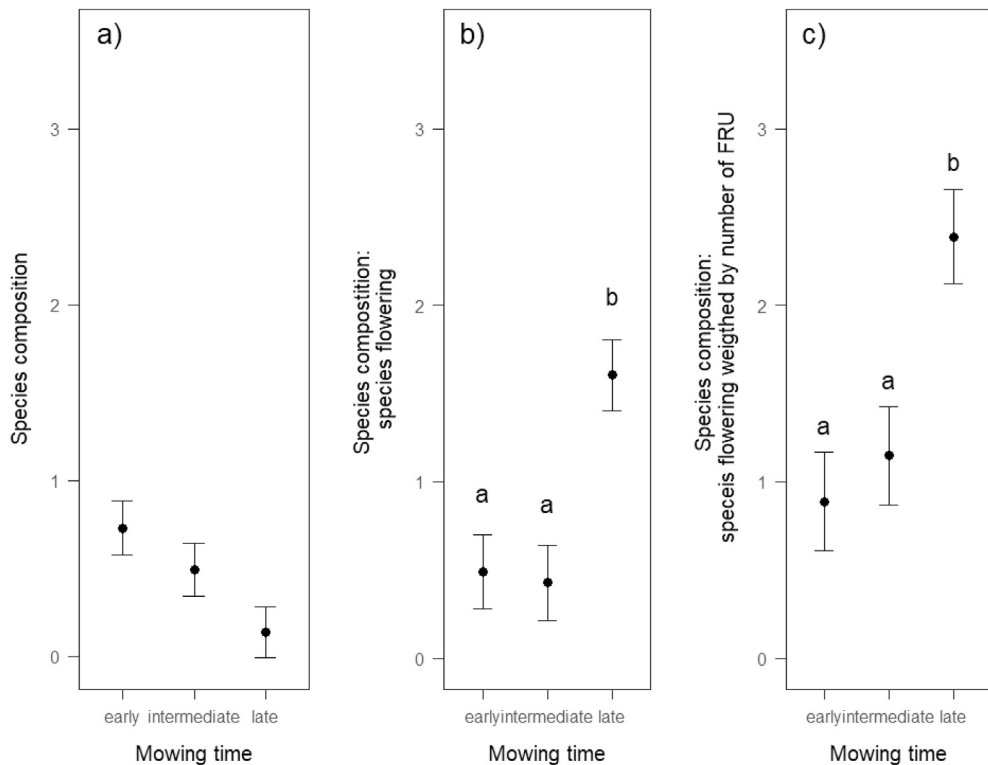 a)
3
2
1
0
Species composition
early intermediate late
Mowing time
b)
3
2
1
0
Species compostition:
species flowering
a
a
b
earlyintermediate late
Mowing time
c)
3
2
1
0
Species composition:
speceis flowering weigthed by number of FRU
a
a
b
earlyintermediate late
Mowing time